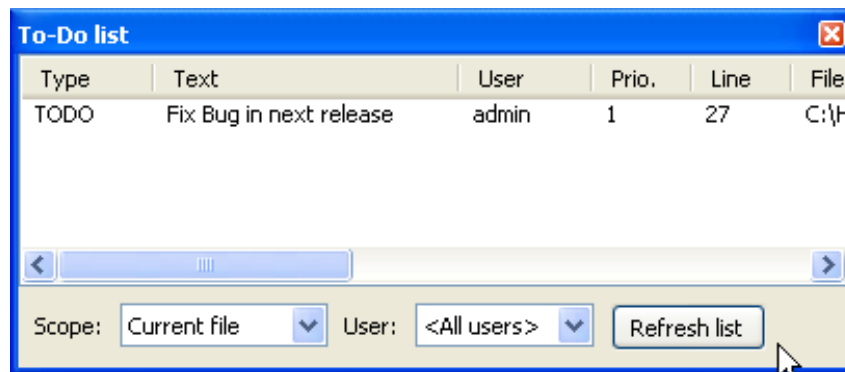 To-Do list
Type Text User Prio. Line File
TODO Fix Bug in next release admin 1 27 C:\H
Scope: Current file User: <All users> Refresh list